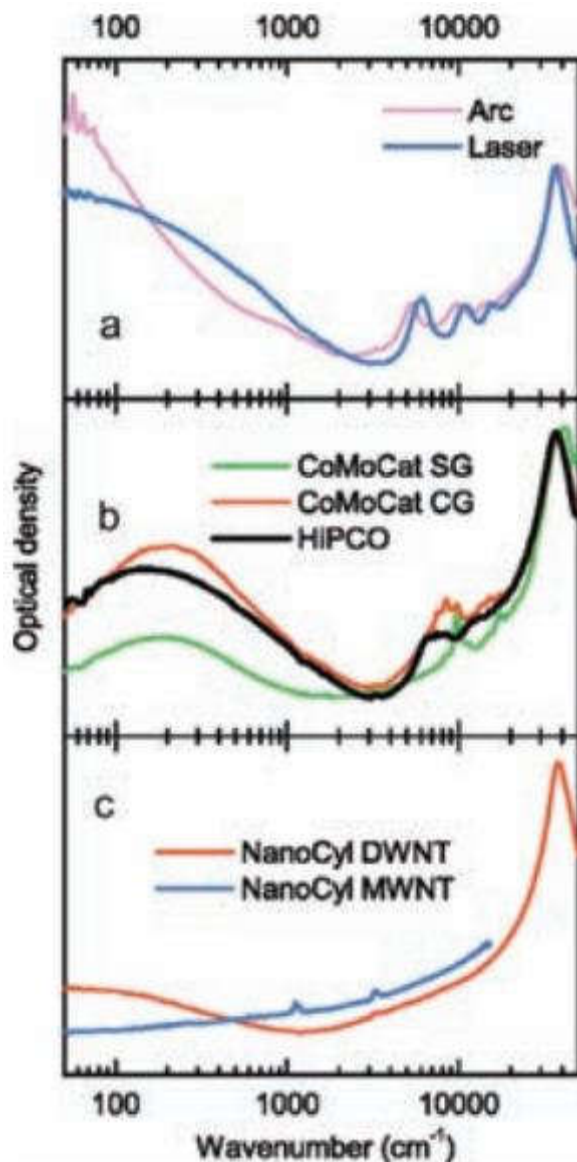 100 1000 10000
Arc
Laser
a
CoMoCat SG
CoMoCat CG
HiPCO
b
Optical density
c
NanoCyl DWNT
NanoCyl MWNT
100 1000 10000
Wavenumber (cm⁻¹)